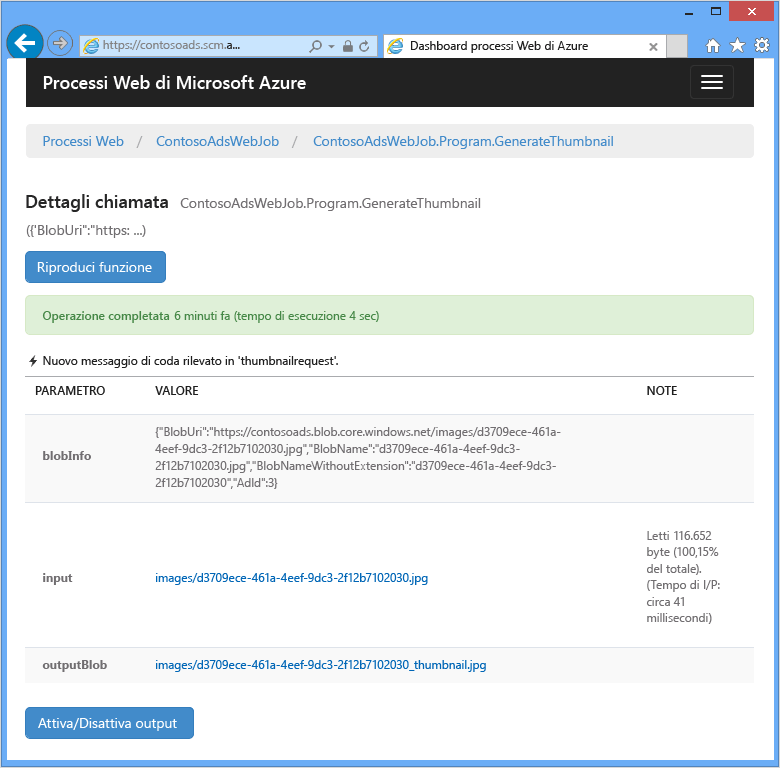 https://contosoads.scm.a...
Dashboard processi Web di Azure
Processi Web di Microsoft Azure
Processi Web / ContosoAdsWebJob / ContosoAdsWebJob.Program.GenerateThumbnail
Dettagli chiamata ContosoAdsWebJob.Program.GenerateThumbnail
({'BlobUri":"https: ...)
Riproduci funzione
Operazione completata 6 minuti fa (tempo di esecuzione 4 sec)
Nuovo messaggio di coda rilevato in 'thumbnailrequest'.
PARAMETRO VALORE NOTE
blobInfo
{"BlobUri":"https://contosoads.blob.core.windows.net/images/d3709ece-461a-
4eef-9dc3-2f12b7102030.jpg","BlobName":"d3709ece-461a-4eef-9dc3-
2f12b7102030.jpg","BlobNameWithoutExtension":"d3709ece-461a-4eef-9dc3-
2f12b7102030","AdId":3}
input
images/d3709ece-461a-4eef-9dc3-2f12b7102030.jpg
Letti 116.652
byte (100,15%
del totale).
(Tempo di I/P:
circa 41
millisecondi)
outputBlob
images/d3709ece-461a-4eef-9dc3-2f12b7102030_thumbnail.jpg
Attiva/Disattiva output